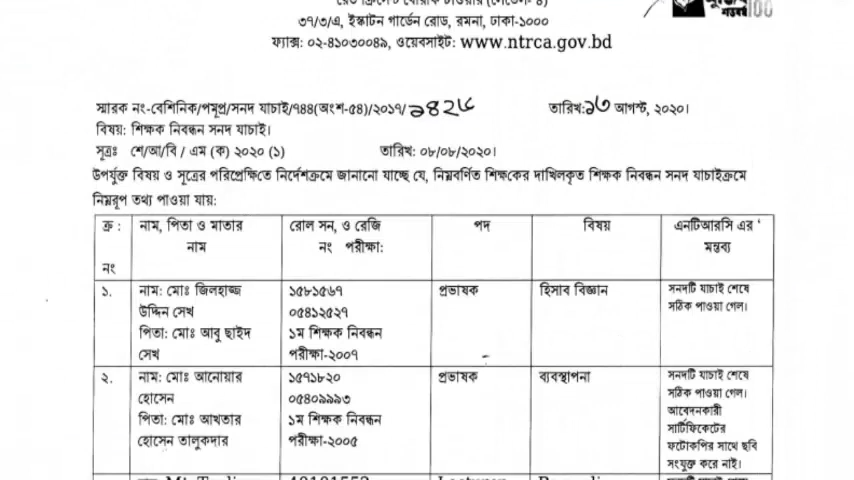 ৩৭/৩/এ, ইস্কাটন গার্ডেন রোড, রমনা, ঢাকা-১০০০
ফ্যাক্স: ০২-৪১০৩০০৪৯, ওয়েবসাইট: www.ntrca.gov.bd
স্মারক নং-বেশিনিক/পমূপ্র/সনদ যাচাই/৭৪৪(অংশ-৫৪)/২০১৭/১৪২৬ তারিখ:১৩ আগস্ট, ২০২০।
বিষয়: শিক্ষক নিবন্ধন সনদ যাচাই।
সূত্রঃ শে/আ/বি / এম (ক) ২০২০ (১) তারিখ: ০৮/০৮/২০২০।
উপর্যুক্ত বিষয় ও সূত্রের পরিপ্রেক্ষিতে নির্দেশক্রমে জানানো যাচ্ছে যে, নিম্নবর্ণিত শিক্ষকের দাখিলকৃত শিক্ষক নিবন্ধন সনদ যাচাইক্রমে
নিম্নরূপ তথ্য পাওয়া যায়:
ক্র : নাম, পিতা ও মাতার রোল সন, ও রেজি পদ বিষয় এনটিআরসি এর '
নাম নং পরীক্ষা: মন্তব্য
নং
১. নাম: মোঃ জিলহাজ্জ ১৫৮১৫৬৭ প্রভাষক হিসাব বিজ্ঞান সনদটি যাচাই শেষে
উদ্দিন সেখ ০৫৪১২৫২৭ সঠিক পাওয়া গেল।
পিতা: মোঃ আবু ছাইদ ১ম শিক্ষক নিবন্ধন
সেখ পরীক্ষা-২০০৭
২. নাম: মোঃ আনোয়ার ১৫৭১৮২০ প্রভাষক ব্যবস্থাপনা সনদটি যাচাই শেষে
হোসেন ০৫৪০৯৯৯৩ সঠিক পাওয়া গেল।
পিতা: মোঃ আখতার ১ম শিক্ষক নিবন্ধন আবেদনকারী
হোসেন তালুকদার পরীক্ষা-২০০৫ সার্টিফিকেটের
ফটোকপির সাথে ছবি
সংযুক্ত করে নাই।